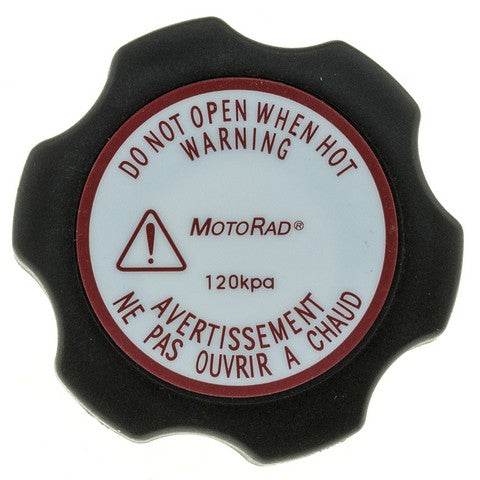 DO NOT OPEN WHEN HOT
WARNING
MOTORAD®
120kpa
AVERTISSEMENT
NE PAS OUVRIR A CHAUD